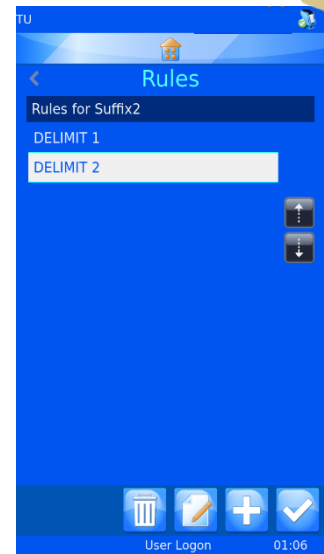 TU
Rules
Rules for Suffix2
DELIMIT 1
DELIMIT 2
User Logon 01:06